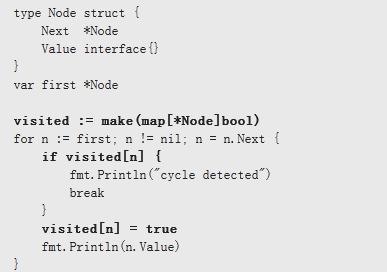 type Node struct {
    Next  *Node
    Value interface{}
}
var first *Node

visited := make(map[*Node]bool)
for n := first; n != nil; n = n.Next {
    if visited[n] {
        fmt.Println("cycle detected")
        break
    }
    visited[n] = true
    fmt.Println(n.Value)
}